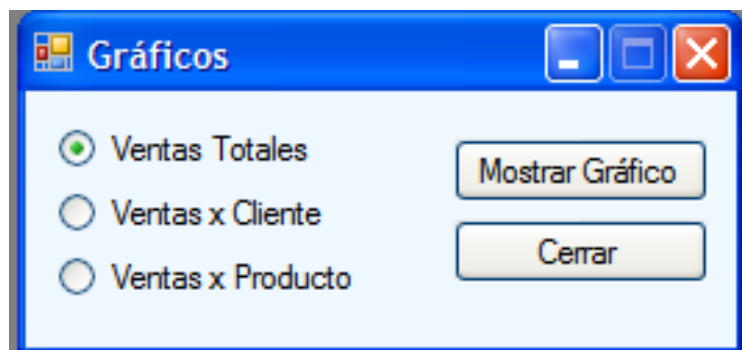 Gráficos
Ventas Totales
Ventas x Cliente
Ventas x Producto
Mostrar Gráfico
Cerrar